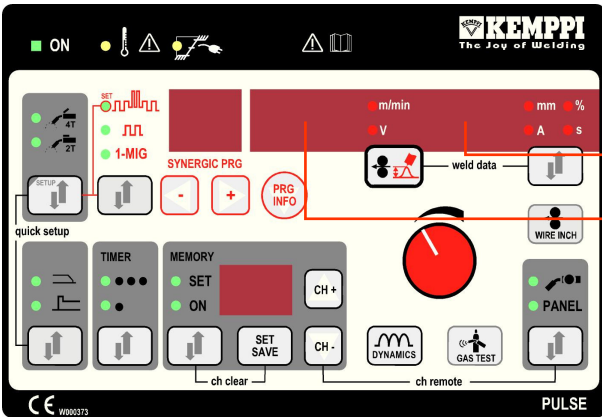 ON
KEMPPI
The Joy of Welding
SET
4T
2T
1-MIG
m/min
mm
%
V
A
s
SYNERGIC PRG
SETUP
-
+
PRG
INFO
weld data
quick setup
WIRE INCH
TIMER
MEMORY
SET
ON
CH +
PANEL
SET
SAVE
CH -
DYNAMICS
GAS TEST
ch clear
ch remote
CE W000373
PULSE